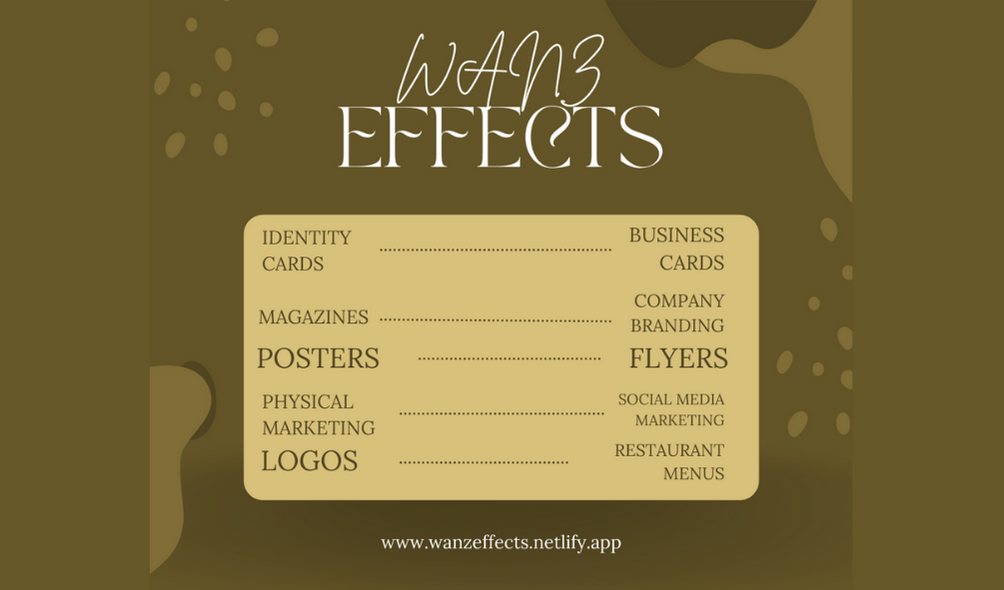 WANZ
EFFECTS
IDENTITY CARDS ........................ BUSINESS CARDS
MAGAZINES ........................ COMPANY BRANDING
POSTERS ........................ FLYERS
PHYSICAL MARKETING ........................ SOCIAL MEDIA MARKETING
LOGOS ........................ RESTAURANT MENUS
www.wanzeffects.netlify.app